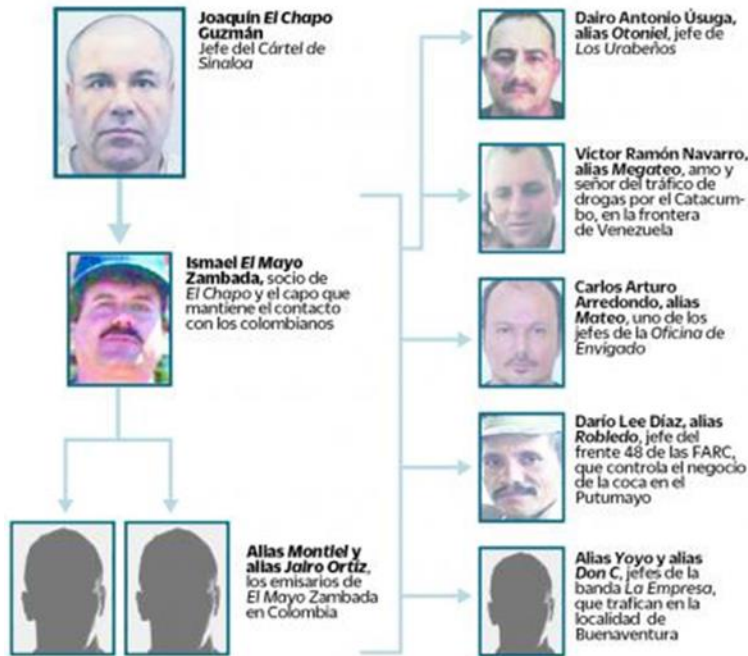 Joaquín El Chapo
Guzmán
Jefe del Cártel de
Sinaloa
Ismael El Mayo
Zambada, socio de
El Chapo y el capo que
mantiene el contacto
con los colombianos
Alias Montiel y
alias Jairo Ortiz,
los emisarios de
El Mayo Zambada
en Colombia
Dairo Antonio Úsuga,
alias Otoniel, jefe de
Los Urabeños
Víctor Ramón Navarro,
alias Megateo, amo y
señor del tráfico de
drogas por el Catacum-
bo, en la frontera
de Venezuela
Carlos Arturo
Arredondo, alias
Mateo, uno de los
jefes de la Oficina de
Envigado
Darío Lee Díaz, alias
Robledo, jefe del
frente 48 de las FARC,
que controla el negocio
de la coca en el
Putumayo
Alias Yoyo y alias
Don C, jefes de la
banda La Empresa,
que trafican en la
localidad de
Buenaventura